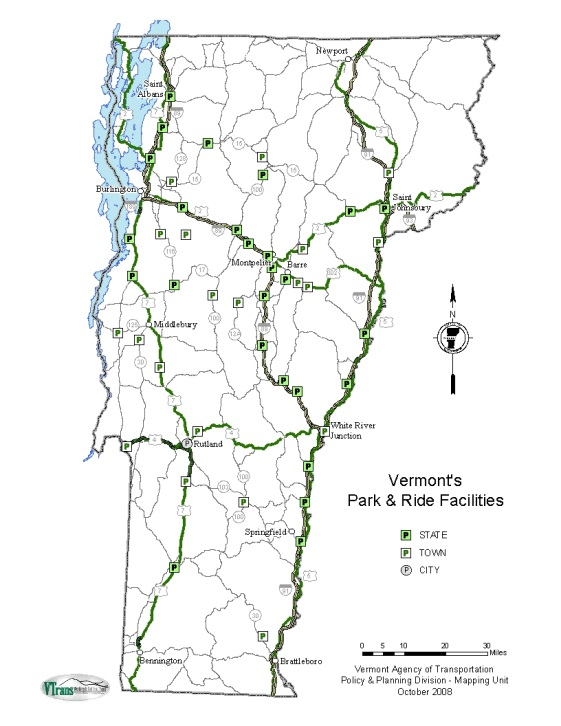 Newport
Saint
Albans
Burlington
Saint
Johnsbury
Montpelier
Barre
Middlebury
White River
Junction
Rutland
Springfield
Bennington
Brattleboro
N
Vermont's
Park & Ride Facilities
P STATE
P TOWN
P CITY
0 5 10 20 30
Miles
Vermont Agency of Transportation
Policy & Planning Division - Mapping Unit
October 2008
VTrans